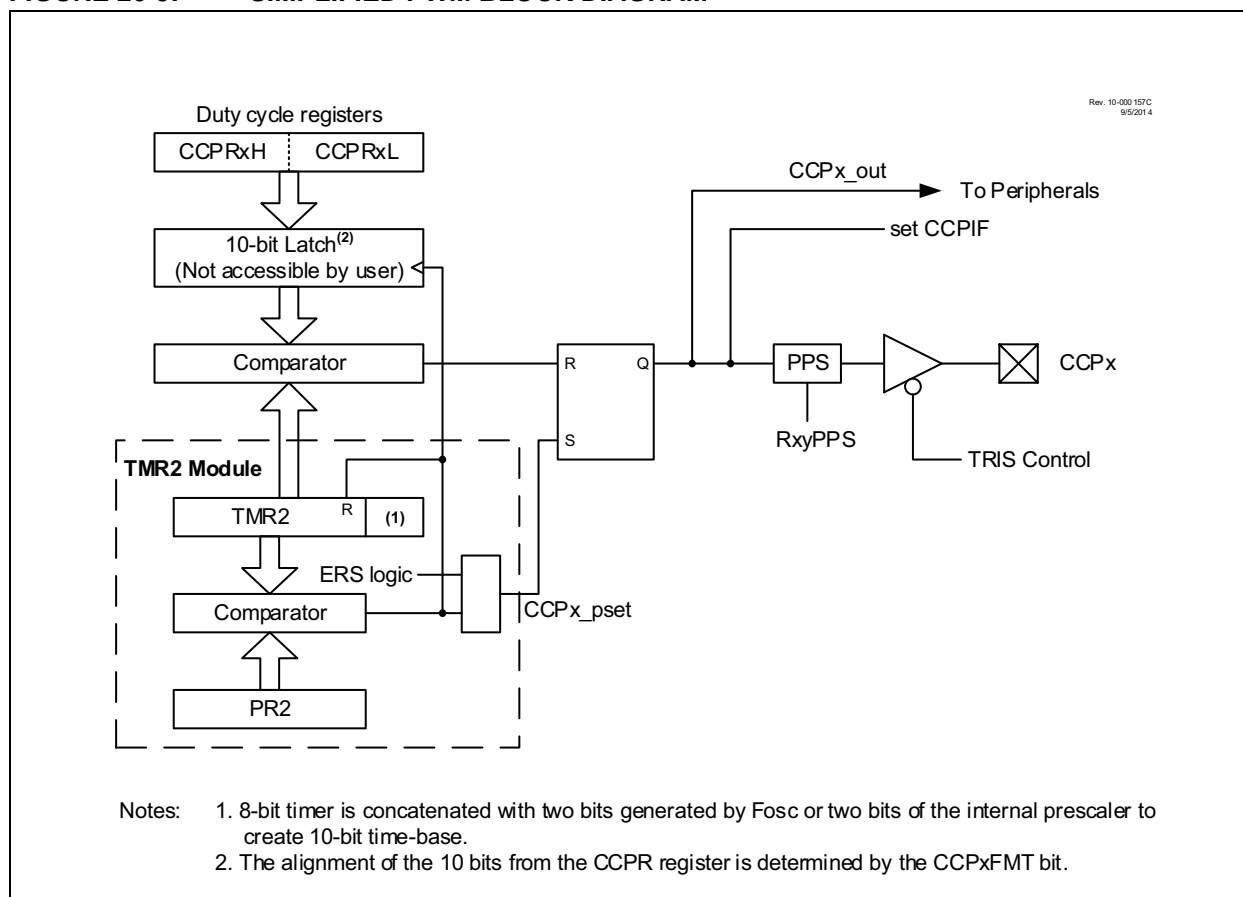 Rev. 10-000 157C
9/5/2014
Duty cycle registers
CCPRxH CCPRxL
CCPx_out
To Peripherals
set CCPIF
10-bit Latch(2)
(Not accessible by user)
Comparator
R Q
S
PPS
CCPx
RxyPPS
TRIS Control
TMR2 Module
TMR2 R (1)
ERS logic
Comparator
CCPx_pset
PR2
Notes: 1. 8-bit timer is concatenated with two bits generated by Fosc or two bits of the internal prescaler to
create 10-bit time-base.
2. The alignment of the 10 bits from the CCPR register is determined by the CCPxFMT bit.